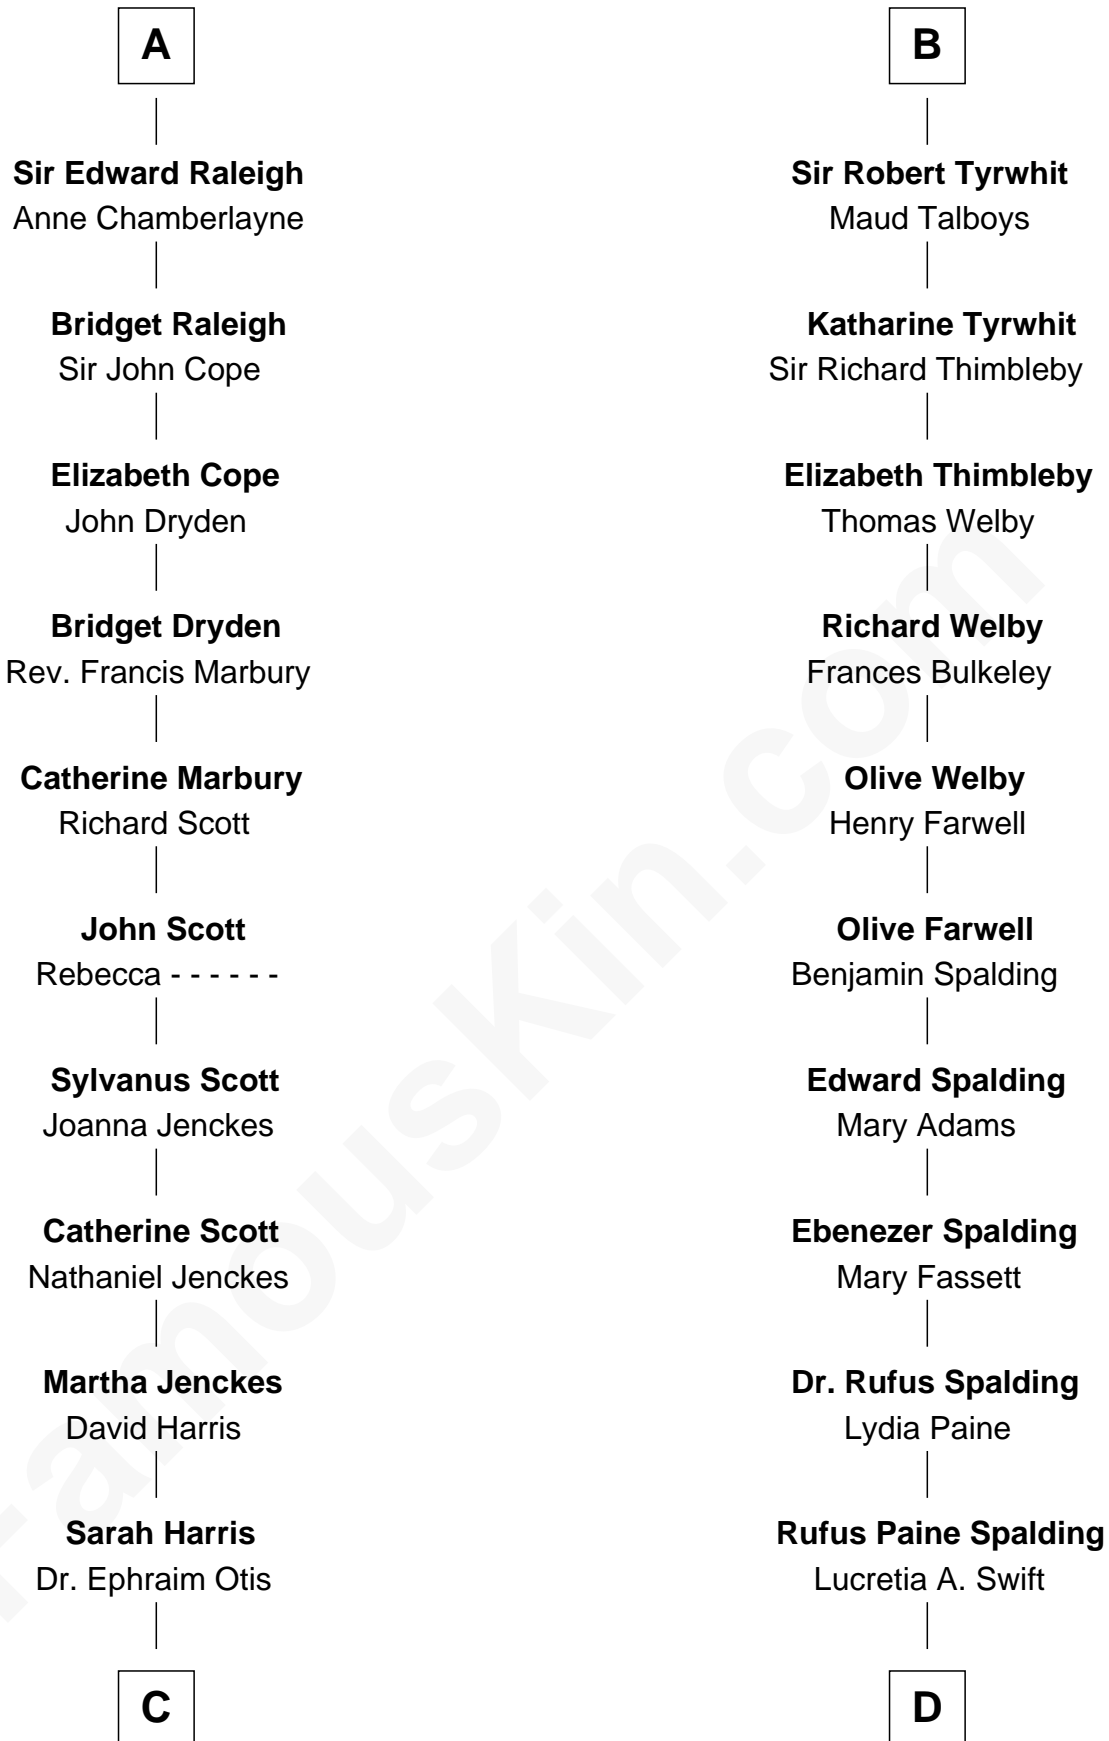 A
Sir Edward Raleigh
Anne Chamberlayne
Bridget Raleigh
Sir John Cope
Elizabeth Cope
John Dryden
Bridget Dryden
Rev. Francis Marbury
Catherine Marbury
Richard Scott
John Scott
Rebecca - - - - - -
Sylvanus Scott
Joanna Jenckes
Catherine Scott
Nathaniel Jenckes
Martha Jenckes
David Harris
Sarah Harris
Dr. Ephraim Otis
C
B
Sir Robert Tyrwhit
Maud Talboys
Katharine Tyrwhit
Sir Richard Thimbleby
Elizabeth Thimbleby
Thomas Welby
Richard Welby
Frances Bulkeley
Olive Welby
Henry Farwell
Olive Farwell
Benjamin Spalding
Edward Spalding
Mary Adams
Ebenezer Spalding
Mary Fassett
Dr. Rufus Spalding
Lydia Paine
Rufus Paine Spalding
Lucretia A. Swift
D
FamousKin.com